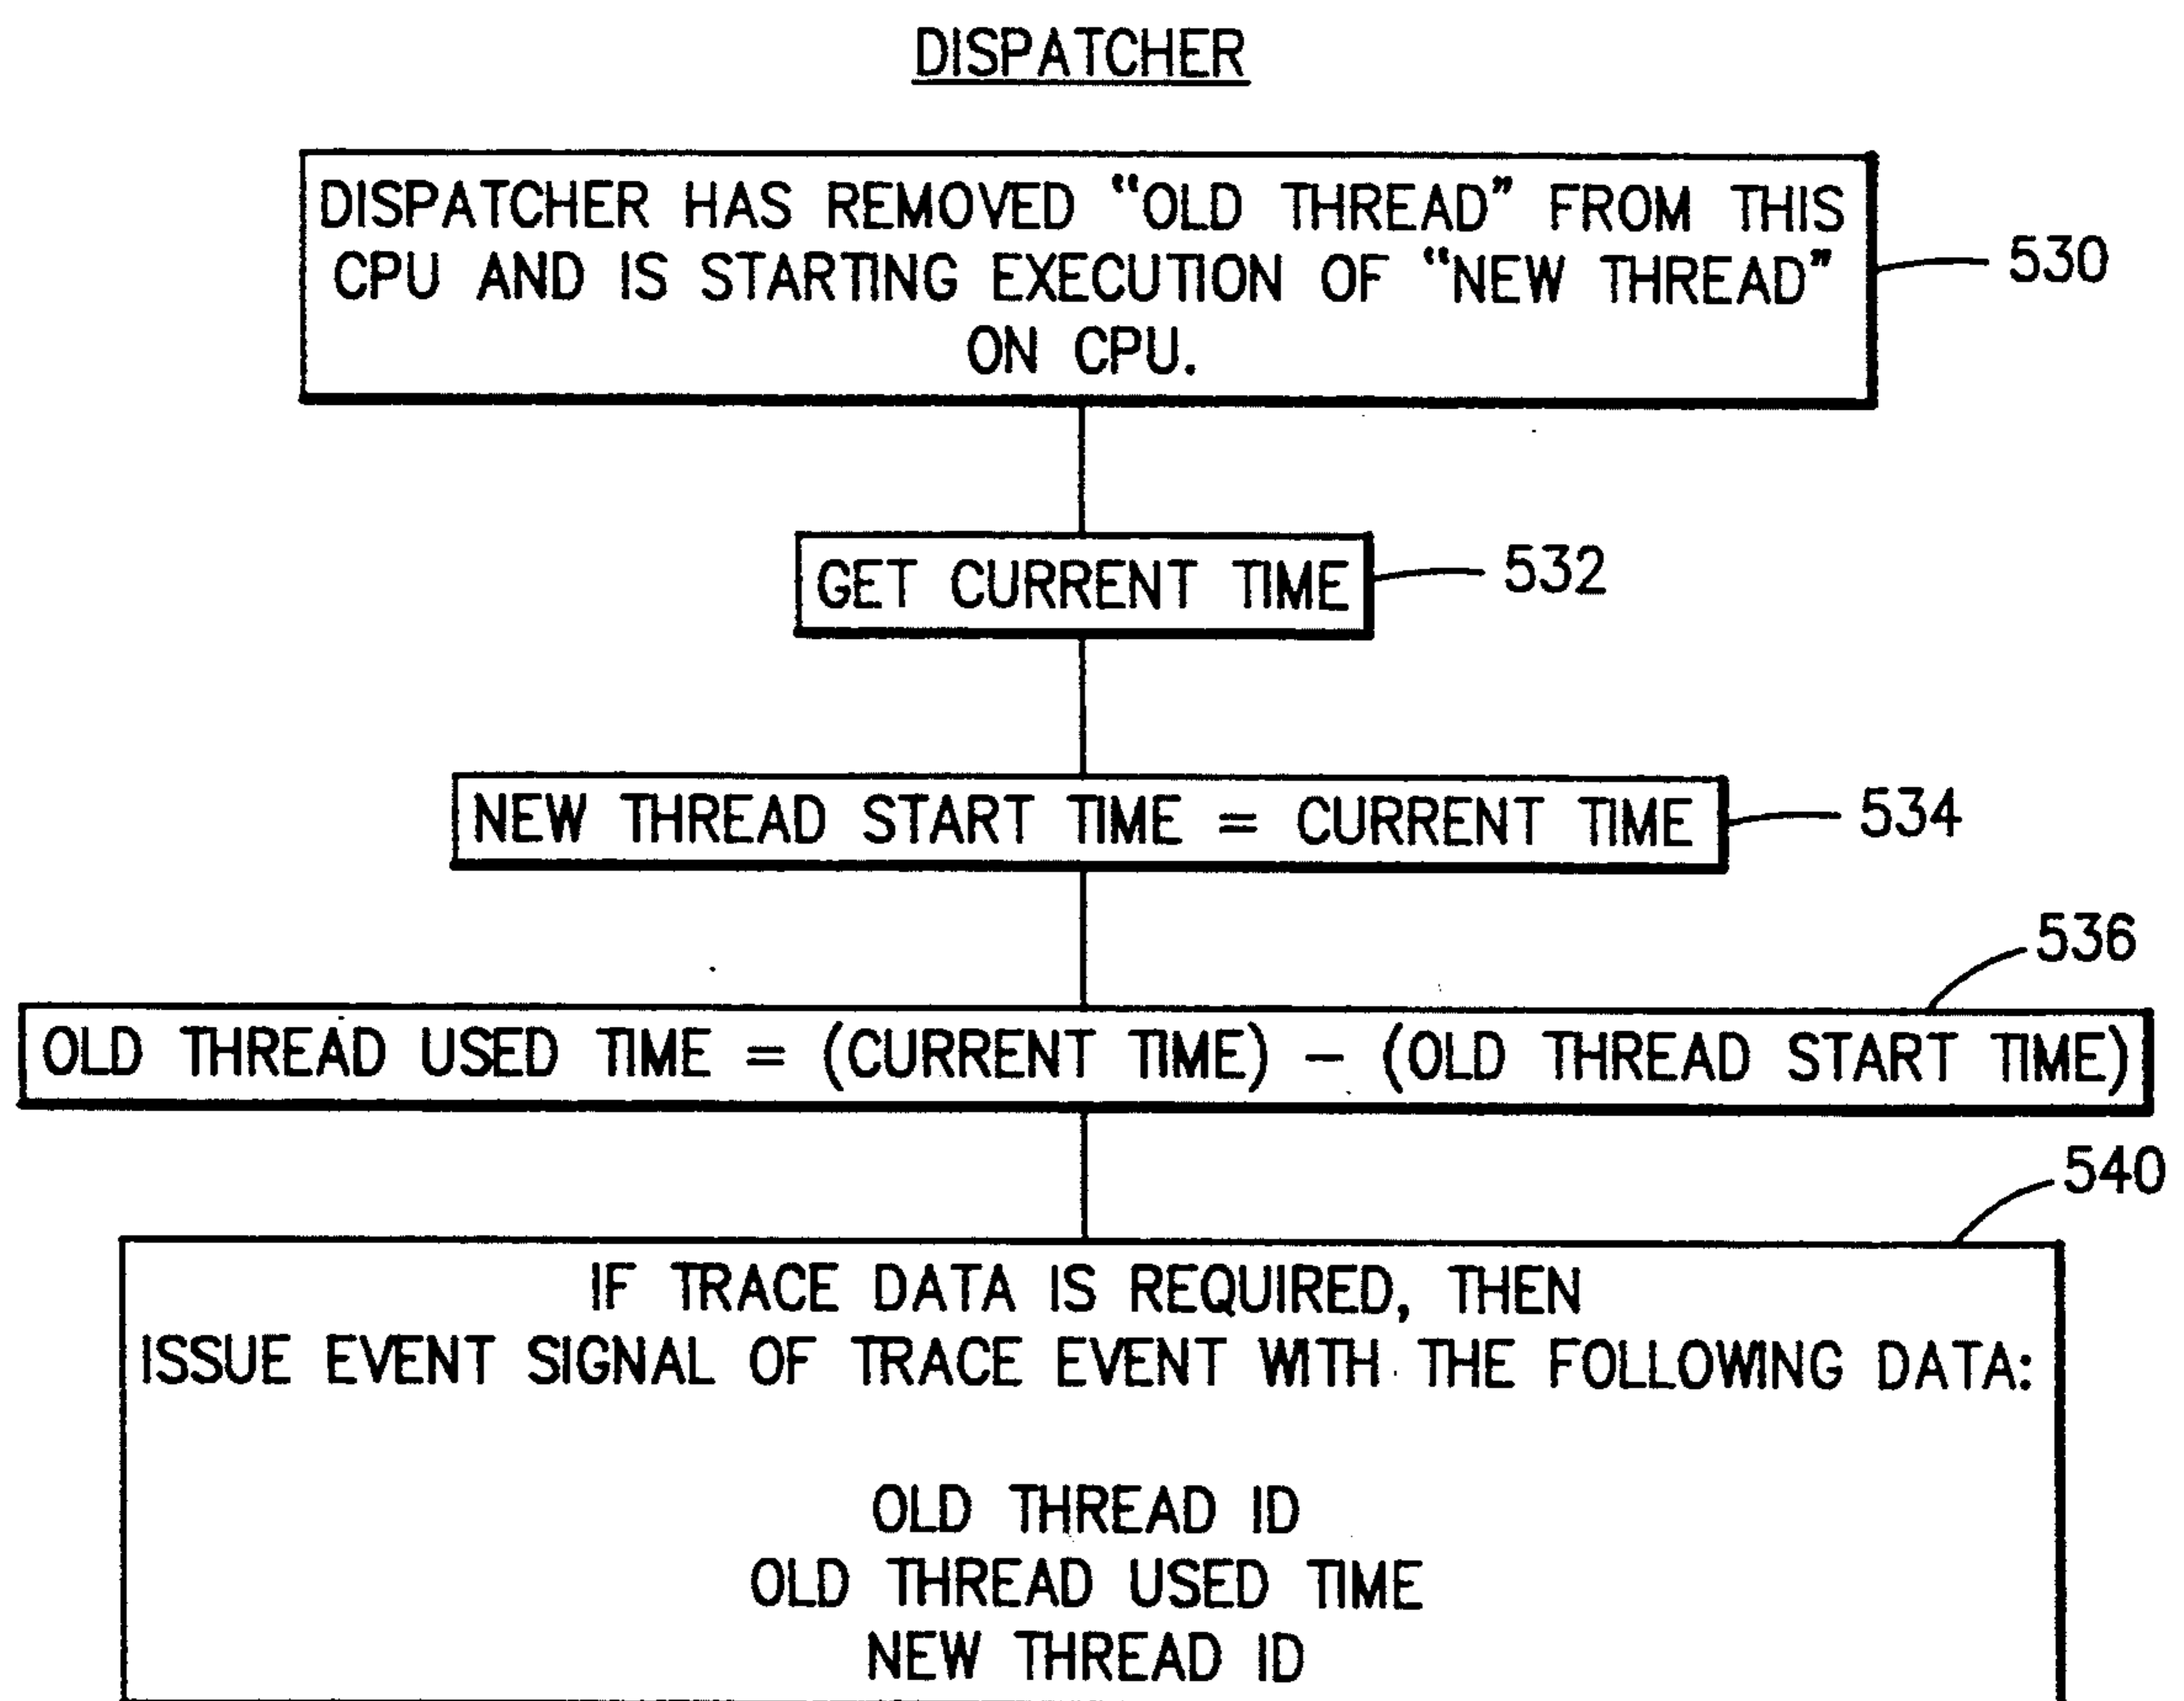 DISPATCHER
DISPATCHER HAS REMOVED “OLD THREAD” FROM THIS
CPU AND IS STARTING EXECUTION OF “NEW THREAD”
ON CPU.
530
GET CURRENT TIME
532
NEW THREAD START TIME = CURRENT TIME
534
536
OLD THREAD USED TIME = (CURRENT TIME) – (OLD THREAD START TIME)
540
IF TRACE DATA IS REQUIRED, THEN
ISSUE EVENT SIGNAL OF TRACE EVENT WITH THE FOLLOWING DATA:
OLD THREAD ID
OLD THREAD USED TIME
NEW THREAD ID